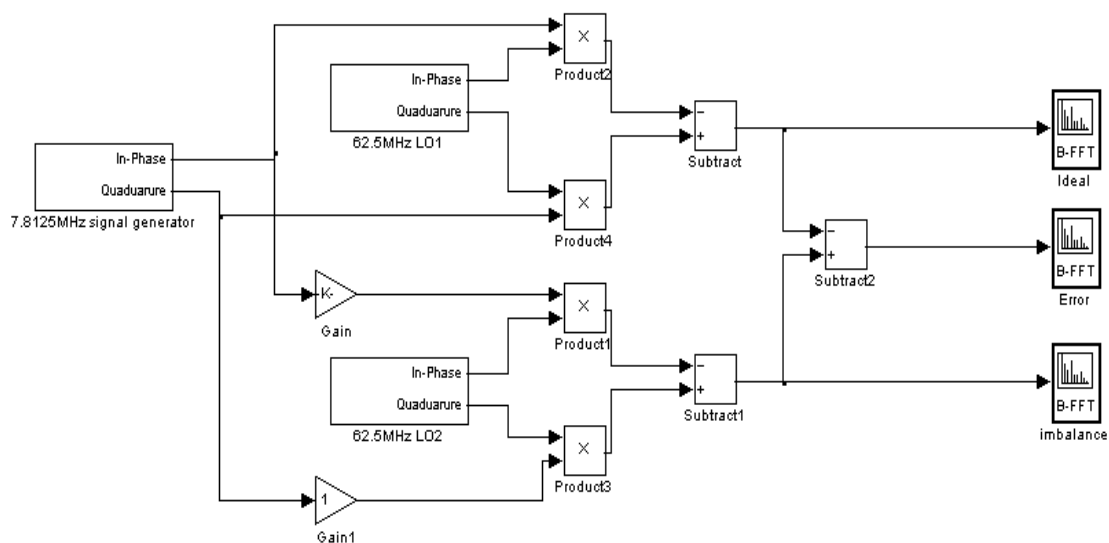 X
Product2
In-Phase
Quaduarure
62.5MHz LO1
−
+
Subtract
B-FFT
Ideal
In-Phase
Quaduarure
7.8125MHz signal generator
X
Product4
−
+
Subtract2
B-FFT
Error
K-
Gain
X
Product1
In-Phase
Quaduarure
62.5MHz LO2
−
+
Subtract1
B-FFT
imbalance
X
Product3
1
Gain1